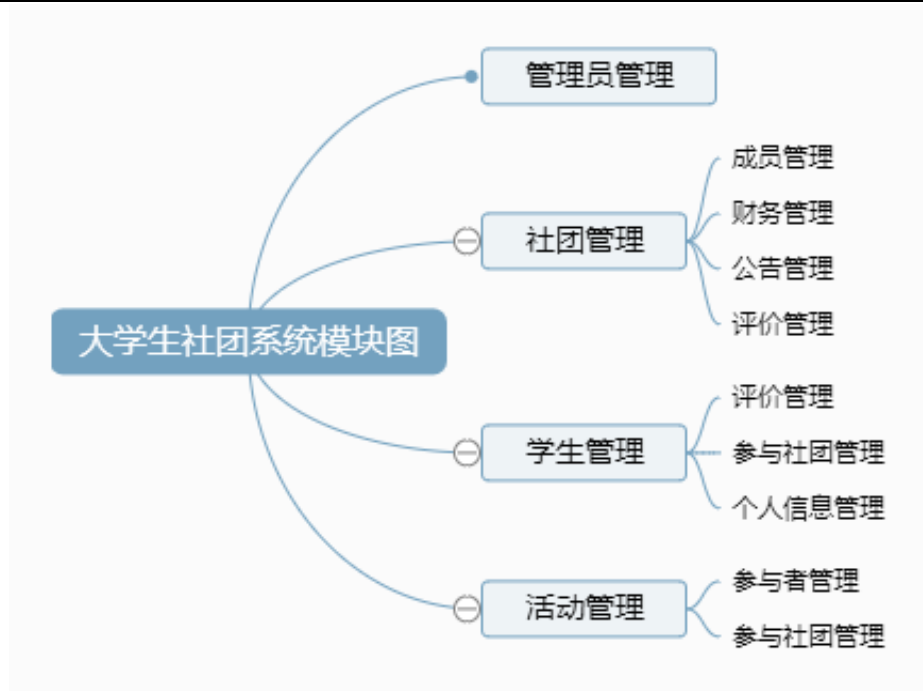 大学生社团系统模块图
管理员管理
社团管理
成员管理
财务管理
公告管理
评价管理
学生管理
评价管理
参与社团管理
个人信息管理
活动管理
参与者管理
参与社团管理